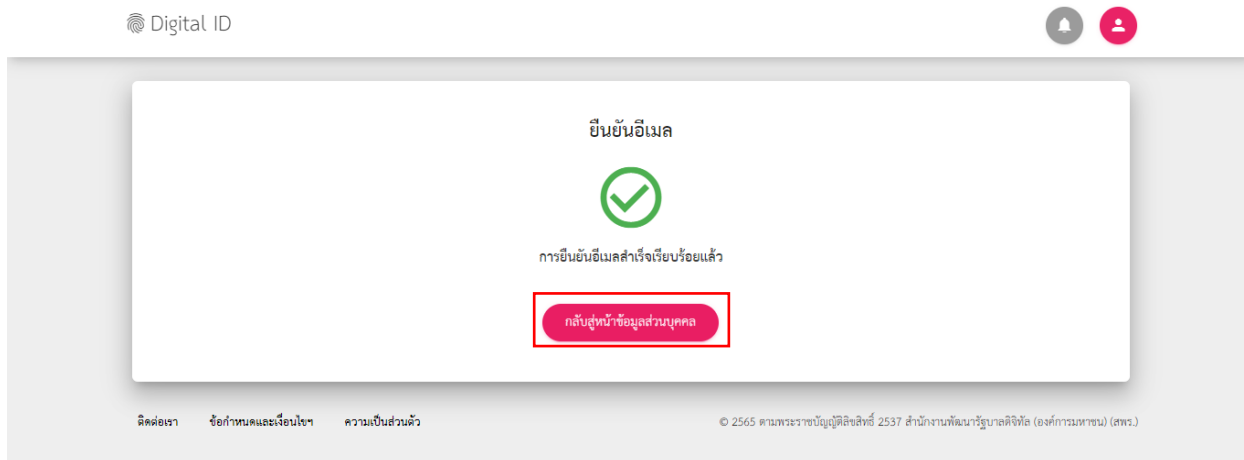 Digital ID
ยืนยันอีเมล
การยืนยันอีเมลสำเร็จเรียบร้อยแล้ว
กลับสู่หน้าข้อมูลส่วนบุคคล
ติดต่อเรา ข้อกำหนดและเงื่อนไขฯ ความเป็นส่วนตัว © 2565 ตามพระราชบัญญัติลิขสิทธิ์ 2537 สำนักงานพัฒนารัฐบาลดิจิทัล (องค์การมหาชน) (สพร.)